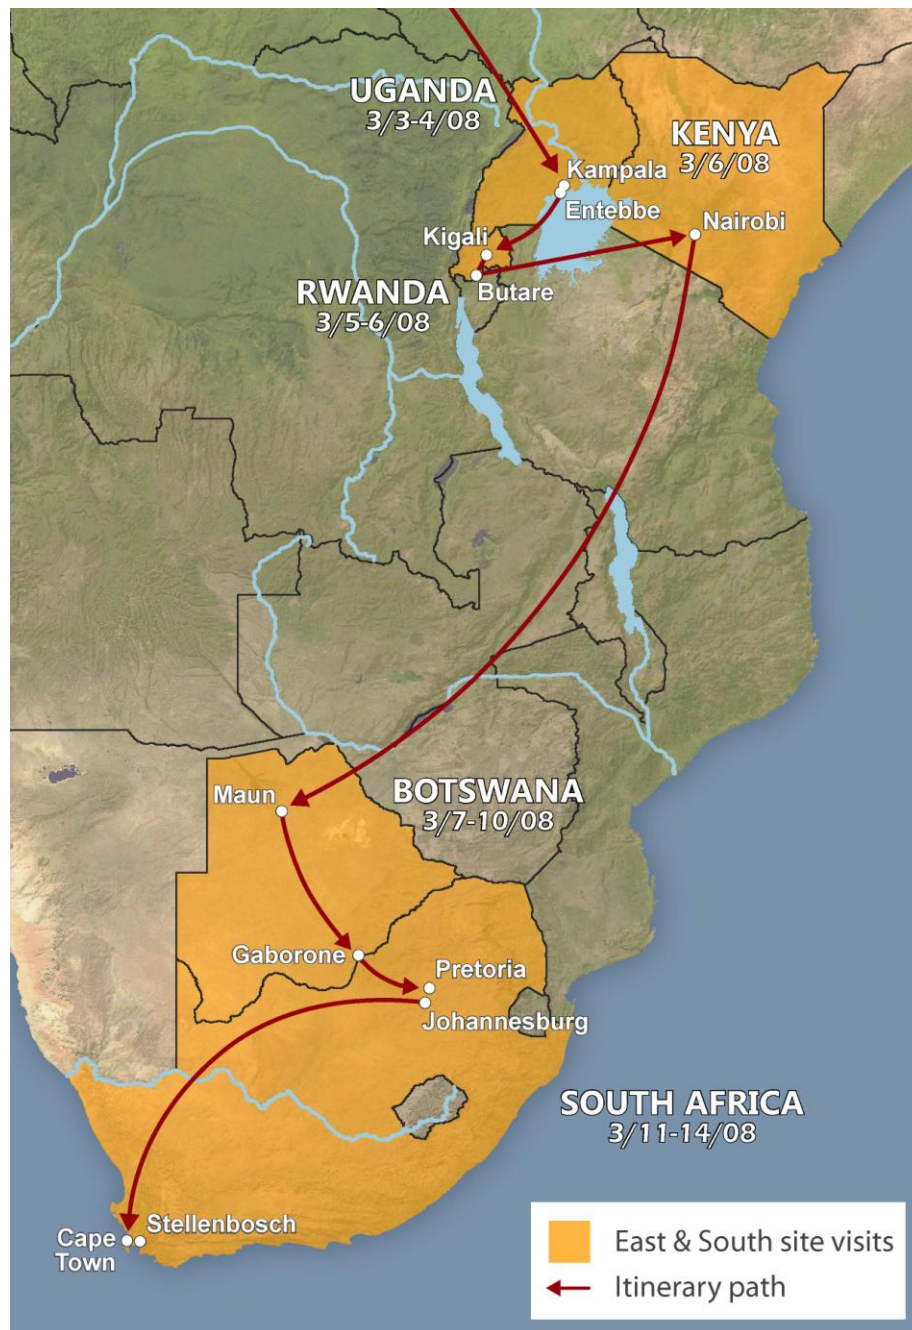 UGANDA
3/3-4/08
KENYA
3/6/08
Kampala
Entebbe
Nairobi
Kigali
Butare
RWANDA
3/5-6/08
Maun
BOTSWANA
3/7-10/08
Gaborone
Pretoria
Johannesburg
SOUTH AFRICA
3/11-14/08
Stellenbosch
Cape
Town
East & South site visits
Itinerary path